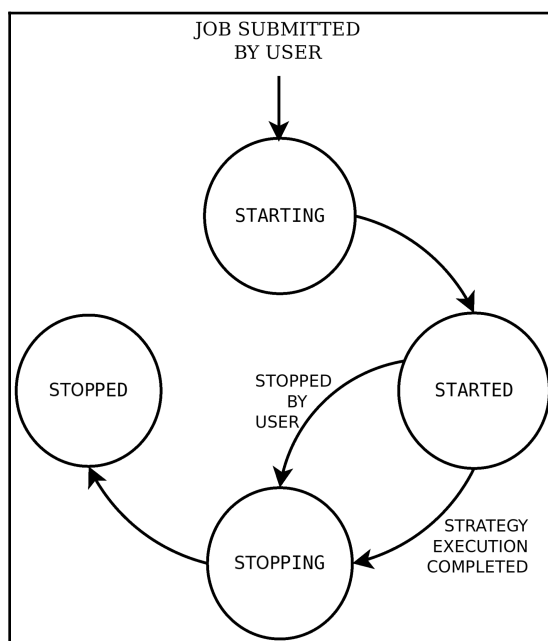 JOB SUBMITTED
BY USER
STARTING
STOPPED
STOPPED
BY
USER
STARTED
STOPPING
STRATEGY
EXECUTION
COMPLETED